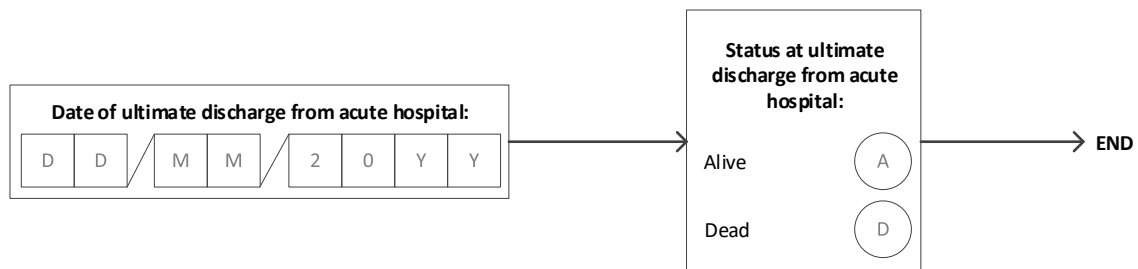 Date of ultimate discharge from acute hospital:
D D / M M / 2 0 Y Y
Status at ultimate
discharge from acute
hospital:
Alive A
Dead D
END